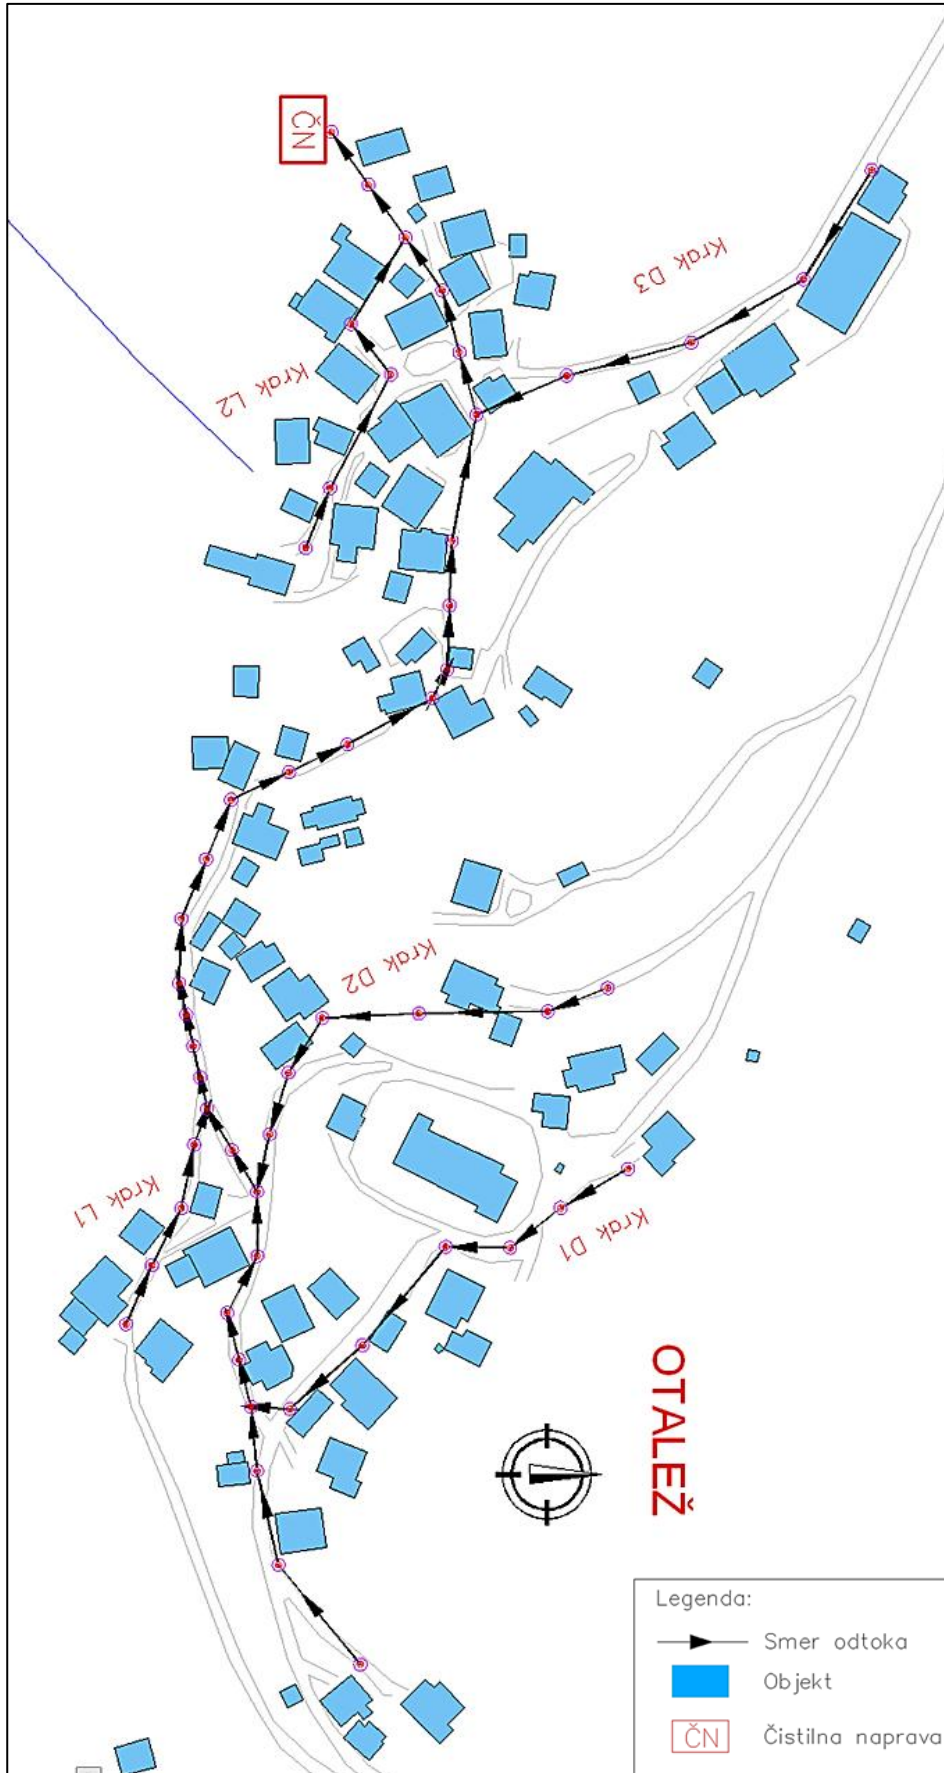 ČN
Krak D3
Krak L2
Krak D2
Krak L1
Krak D1
OTALEŽ
Legenda:
Smer odtoka
Objekt
ČN Čistilna naprava